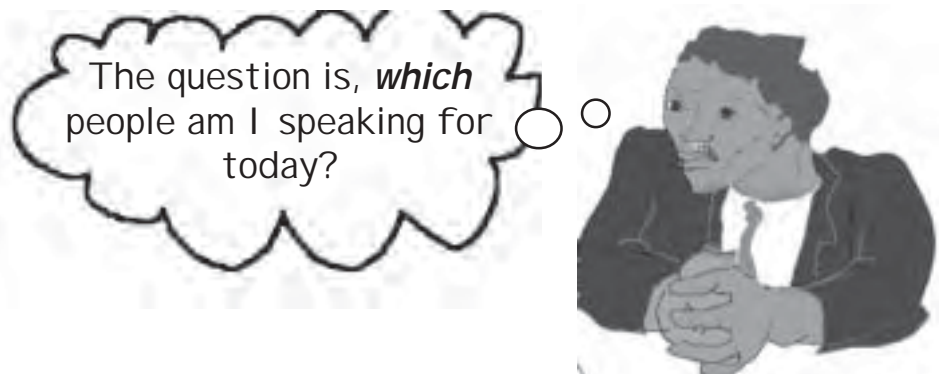 The question is, which
people am I speaking for
today?